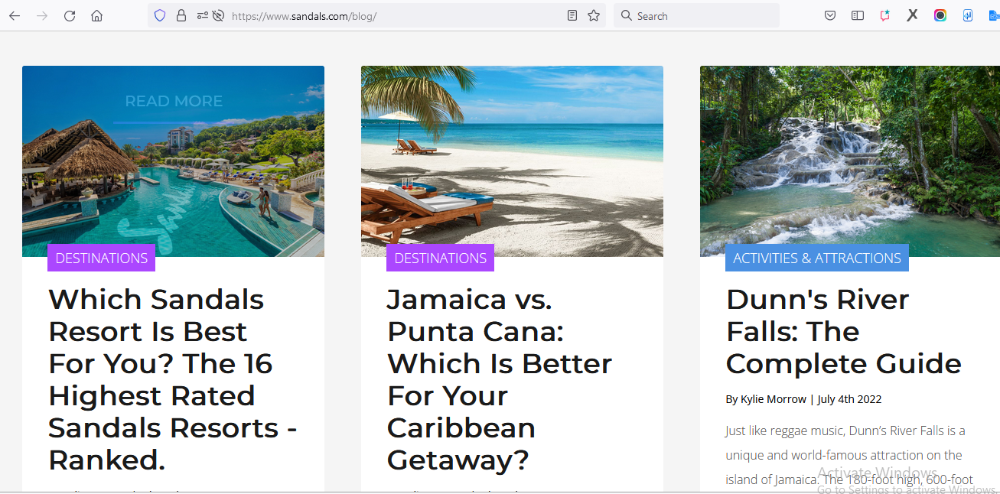 https://www.sandals.com/blog/
Search
READ MORE
DESTINATIONS
Which Sandals
Resort Is Best
For You? The 16
Highest Rated
Sandals Resorts -
Ranked.
DESTINATIONS
Jamaica vs.
Punta Cana:
Which Is Better
For Your
Caribbean
Getaway?
ACTIVITIES & ATTRACTIONS
Dunn's River
Falls: The
Complete Guide
By Kylie Morrow | July 4th 2022
Just like reggae music, Dunn’s River Falls is a
unique and world-famous attraction on the
island of Jamaica. The 180-foot high, 600-foot
Activate Windows
Go to Settings to activate Windows.